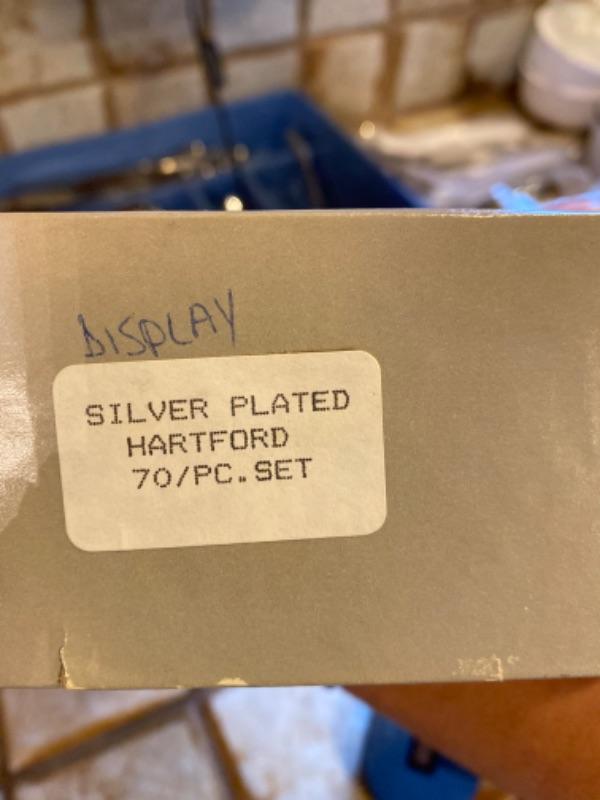 DISPLAY
SILVER PLATED
HARTFORD
70/PC.SET